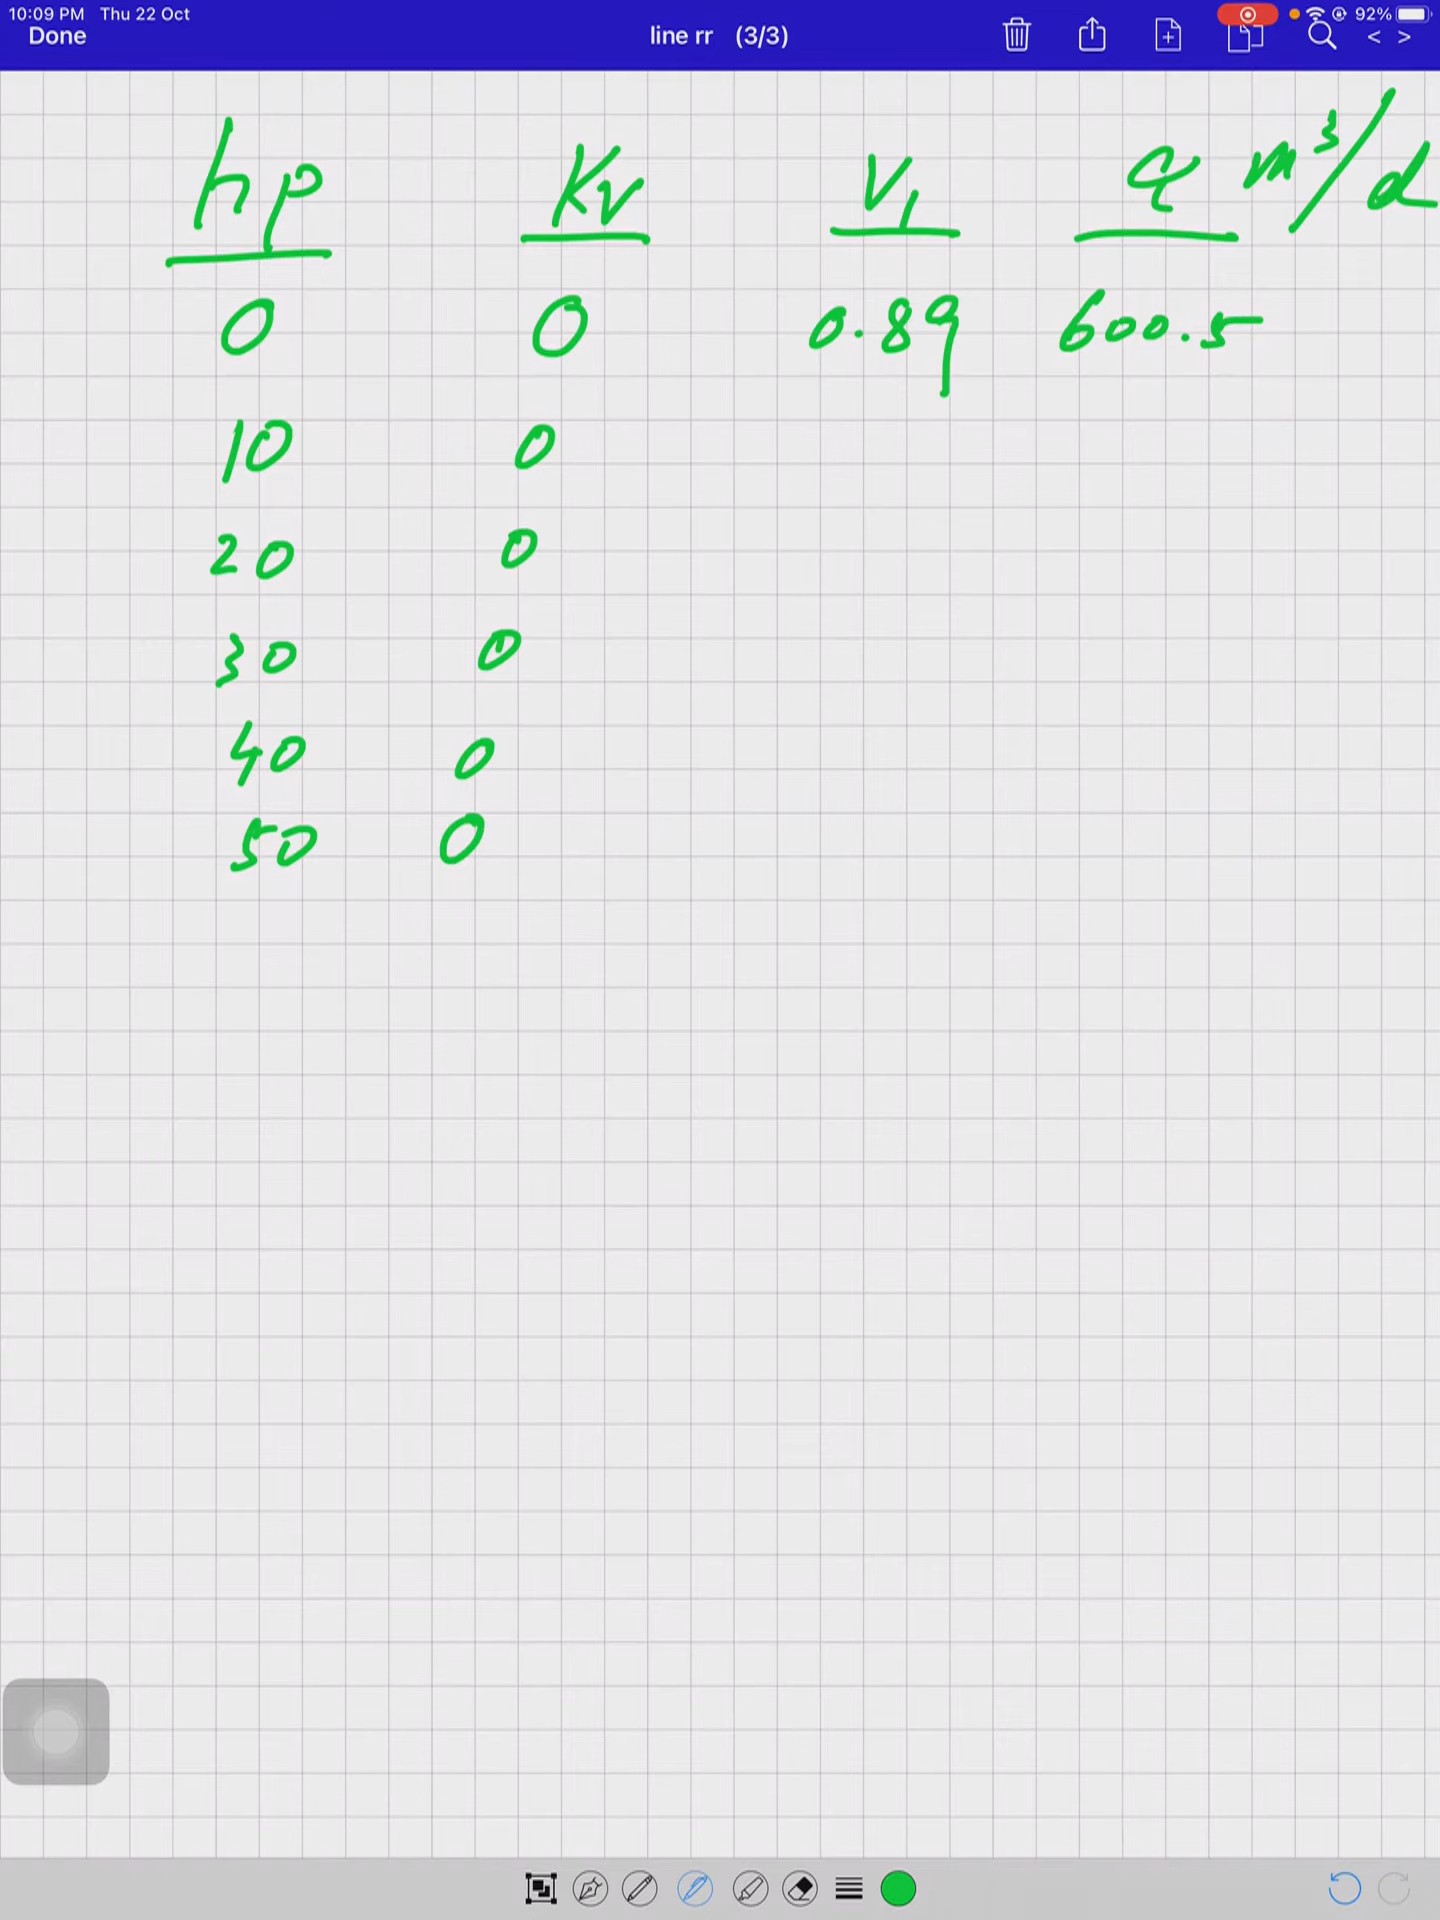 10:09 PM Thu 22 Oct 92%
Done line rr (3/3) < >
hp Kv V1 Q m³/d
0 0 0.89 600.5
10 0
20 0
30 0
40 0
50 0